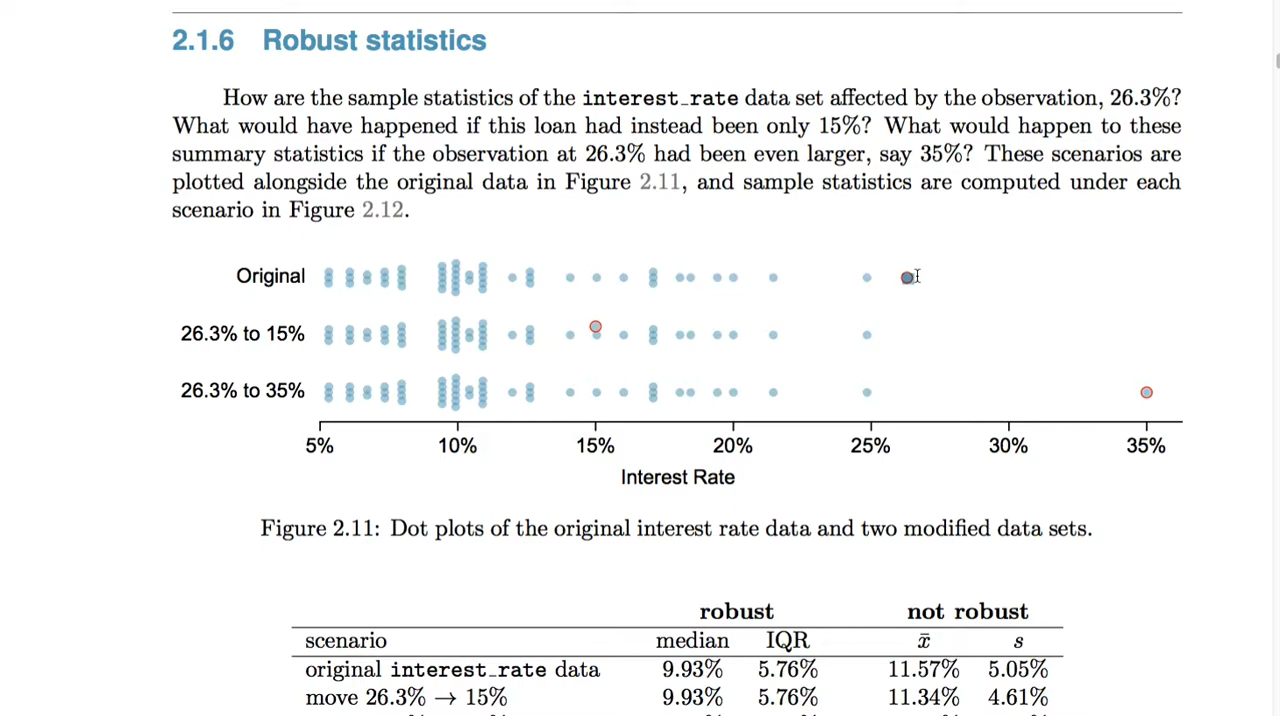 2.1.6 Robust statistics
How are the sample statistics of the interest_rate data set affected by the observation, 26.3%?
What would have happened if this loan had instead been only 15%? What would happen to these
summary statistics if the observation at 26.3% had been even larger, say 35%? These scenarios are
plotted alongside the original data in Figure 2.11, and sample statistics are computed under each
scenario in Figure 2.12.
Original
26.3% to 15%
26.3% to 35%
5% 10% 15% 20% 25% 30% 35%
Interest Rate
Figure 2.11: Dot plots of the original interest rate data and two modified data sets.
robust not robust
scenario median IQR x̄ s
original interest_rate data 9.93% 5.76% 11.57% 5.05%
move 26.3% → 15% 9.93% 5.76% 11.34% 4.61%